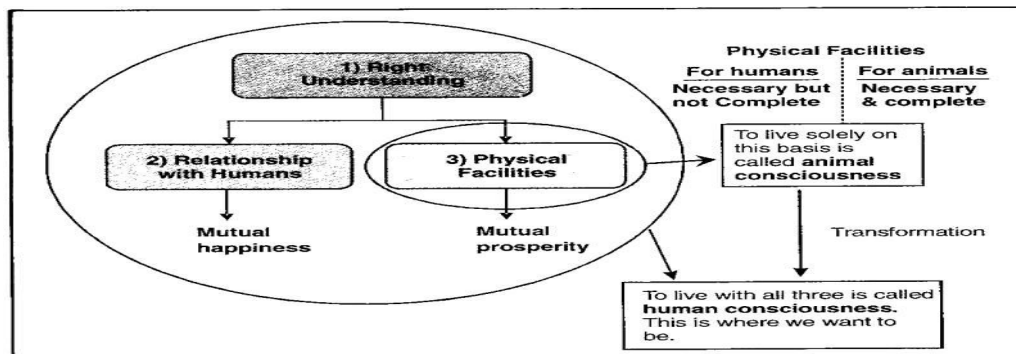 1) Right
Understanding
2) Relationship
with Humans
3) Physical
Facilities
Mutual
happiness
Mutual
prosperity
Physical Facilities
For humans
Necessary but
not Complete
For animals
Necessary
& complete
To live solely on
this basis is
called animal
consciousness
Transformation
To live with all three is called
human consciousness.
This is where we want to
be.